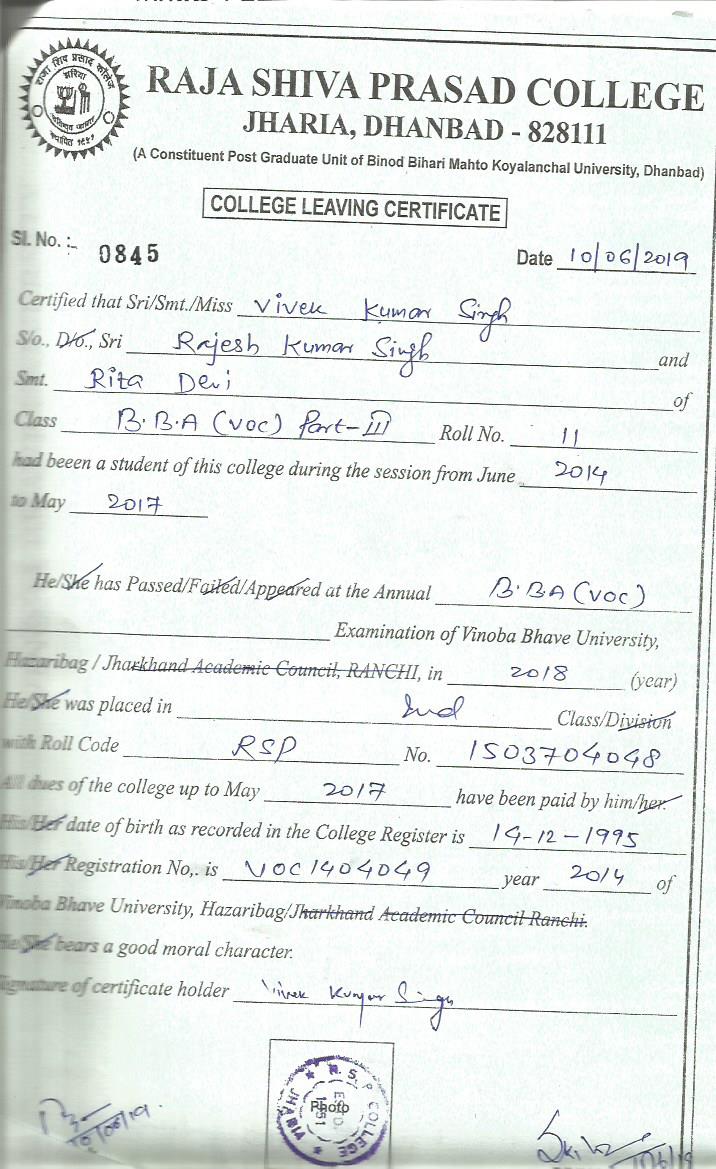 राजा शिव प्रसाद कॉलेज
झरिया
RAJA SHIVA PRASAD COLLEGE
JHARIA, DHANBAD - 828111
(A Constituent Post Graduate Unit of Binod Bihari Mahto Koyalanchal University, Dhanbad)
COLLEGE LEAVING CERTIFICATE
Sl. No. :- 0845
Date 10/06/2019
Certified that Sri/Smt./Miss Vivek Kumar Singh
S/o., D/o., Sri Rajesh Kumar Singh and
Smt. Rita Devi of
Class B.B.A (VOC) Part-III Roll No. 11
had beeen a student of this college during the session from June 2014
to May 2017
He/She has Passed/Failed/Appeared at the Annual B.B.A (VOC)
Examination of Vinoba Bhave University,
Hazaribag / Jharkhand Academic Council, RANCHI, in 2018 (year)
He/She was placed in IInd Class/Division
with Roll Code RSP No. 1503704048
All dues of the college up to May 2017 have been paid by him/her.
His/Her date of birth as recorded in the College Register is 14-12-1995
His/Her Registration No,. is VOC1404049 year 2014 of
Vinoba Bhave University, Hazaribag/Jharkhand Academic Council Ranchi.
He/She bears a good moral character.
Signature of certificate holder Vivek Kumar Singh
R. S. P COLLEGE
ESTD.
1951
JHARIA
Photo
10/06/19.